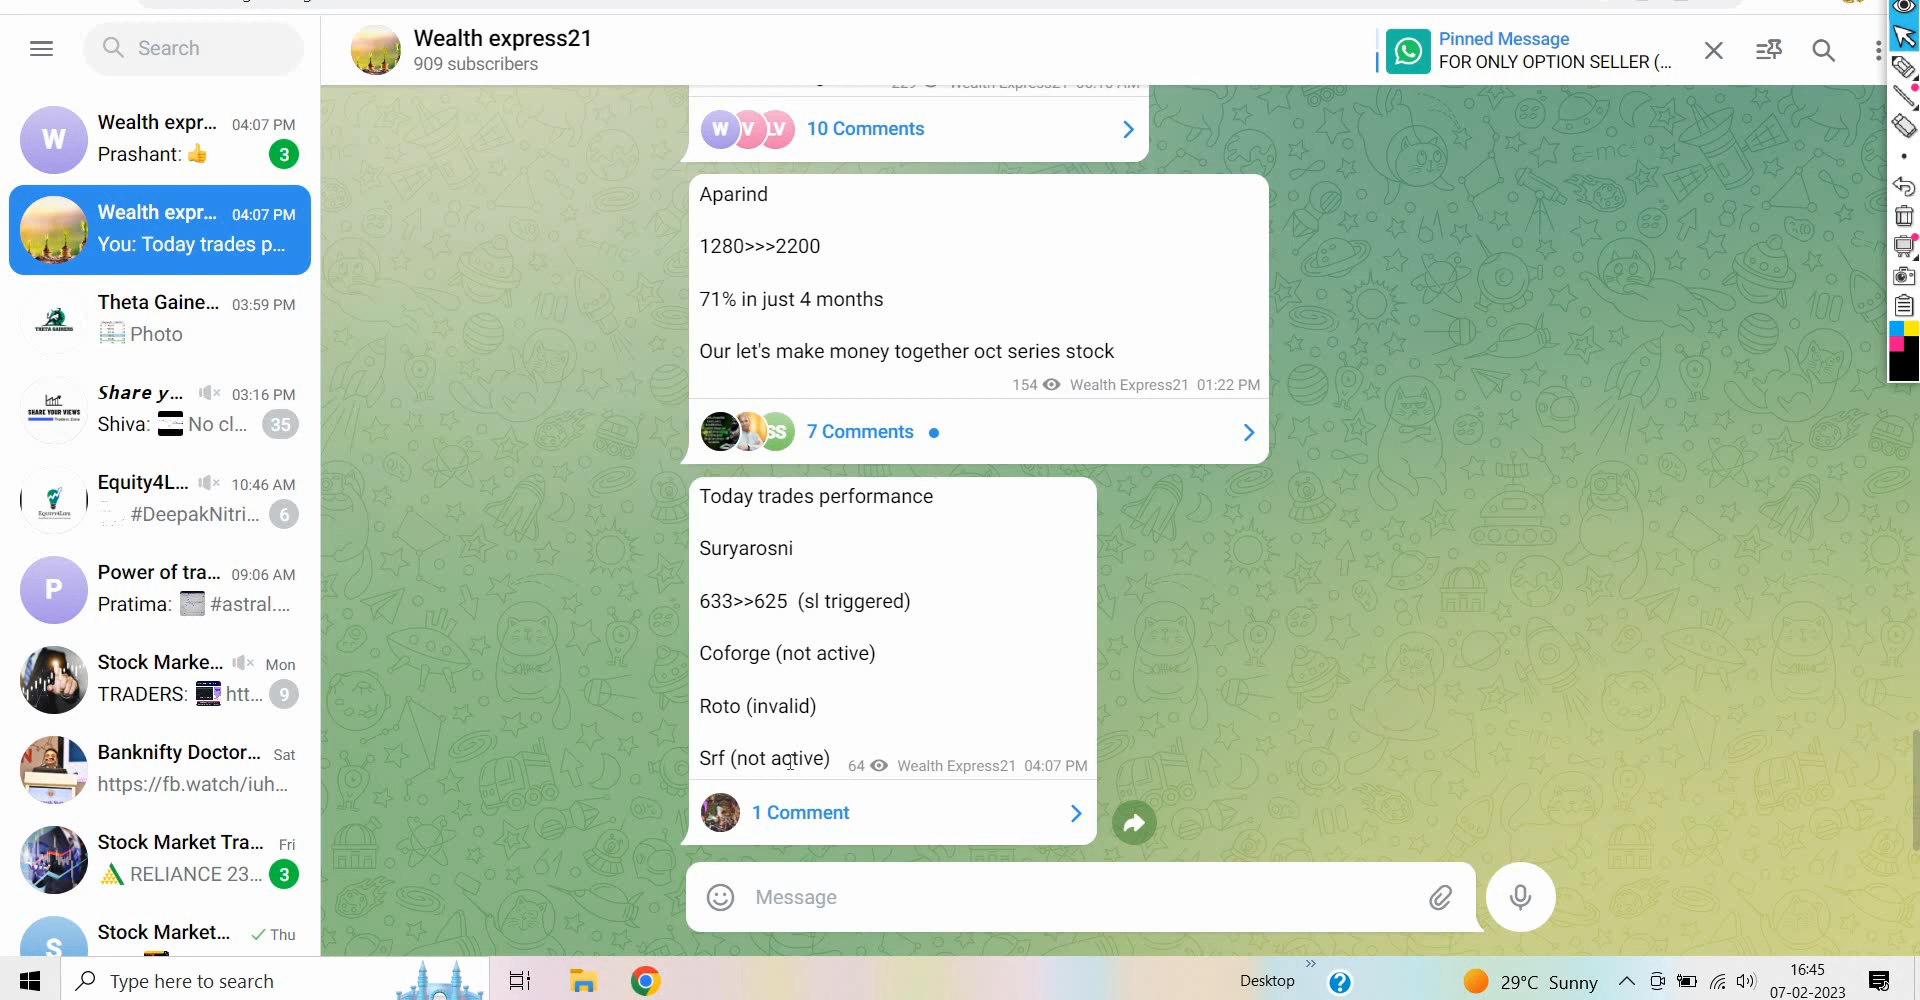 Search
Wealth express21
909 subscribers
Pinned Message
FOR ONLY OPTION SELLER (...
Wealth expr...
04:07 PM
Prashant: 👍
3
Wealth expr...
04:07 PM
You: Today trades p...
Theta Gaine...
03:59 PM
Photo
Share y...
03:16 PM
Shiva: No cl...
35
Equity4L...
10:46 AM
#DeepakNitri...
6
Power of tra...
09:06 AM
Pratima: #astral....
Stock Marke...
Mon
TRADERS: htt...
9
Banknifty Doctor...
Sat
https://fb.watch/iuh...
Stock Market Tra...
Fri
RELIANCE 23...
3
Stock Market...
Thu
W
THETA GAINERS
SHARE YOUR VIEWS
P
S
W V LV
10 Comments
Aparind
1280>>>2200
71% in just 4 months
Our let's make money together oct series stock
154 Wealth Express21 01:22 PM
SS
7 Comments
Today trades performance
Suryarosni
633>>625 (sl triggered)
Coforge (not active)
Roto (invalid)
Srf (not active)
64 Wealth Express21 04:07 PM
1 Comment
Message
Type here to search
Desktop
29°C Sunny
16:45
07-02-2023